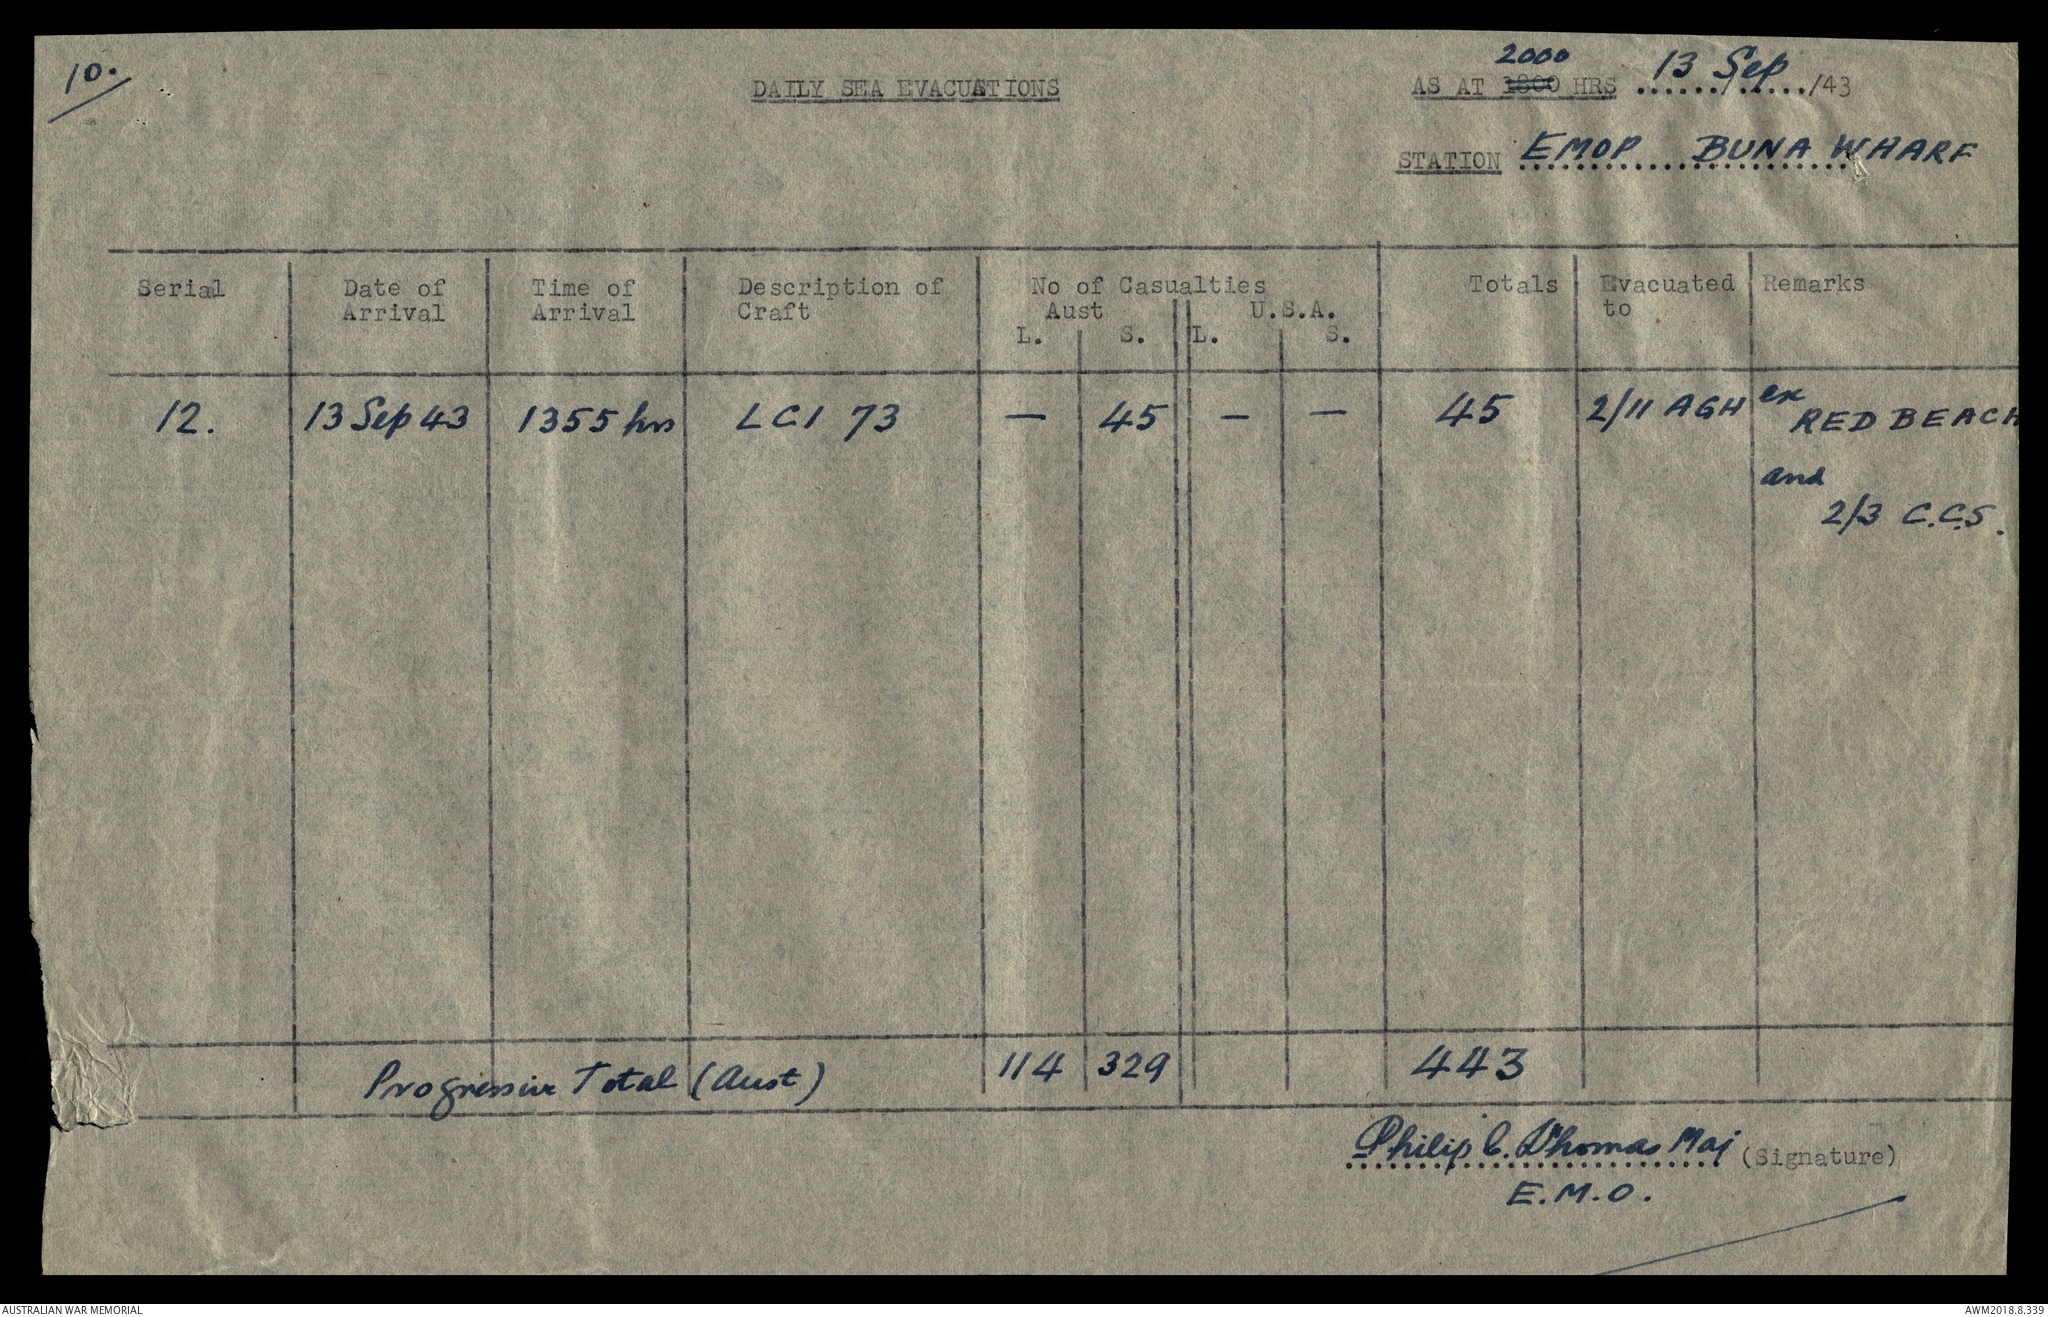 10.
DAILY SEA EVACUATIONS
2000
AS AT 1800 HRS 13 Sep /43
STATION EMOP BUNA WHARF
Serial Date of Time of Description of No of Casualties Totals Evacuated Remarks
Arrival Arrival Craft Aust U.S.A. to
L. S. L. S.
12. 13 Sep 43 1355 hrs LCI 73 — 45 — — 45 2/11 AGH ex RED BEACH
and
2/3 C.C.S.
Progressive Total (Aust) 114 329 443
Philip C. Thomas Maj (Signature)
E.M.O.
AUSTRALIAN WAR MEMORIAL AWM2018.8.339